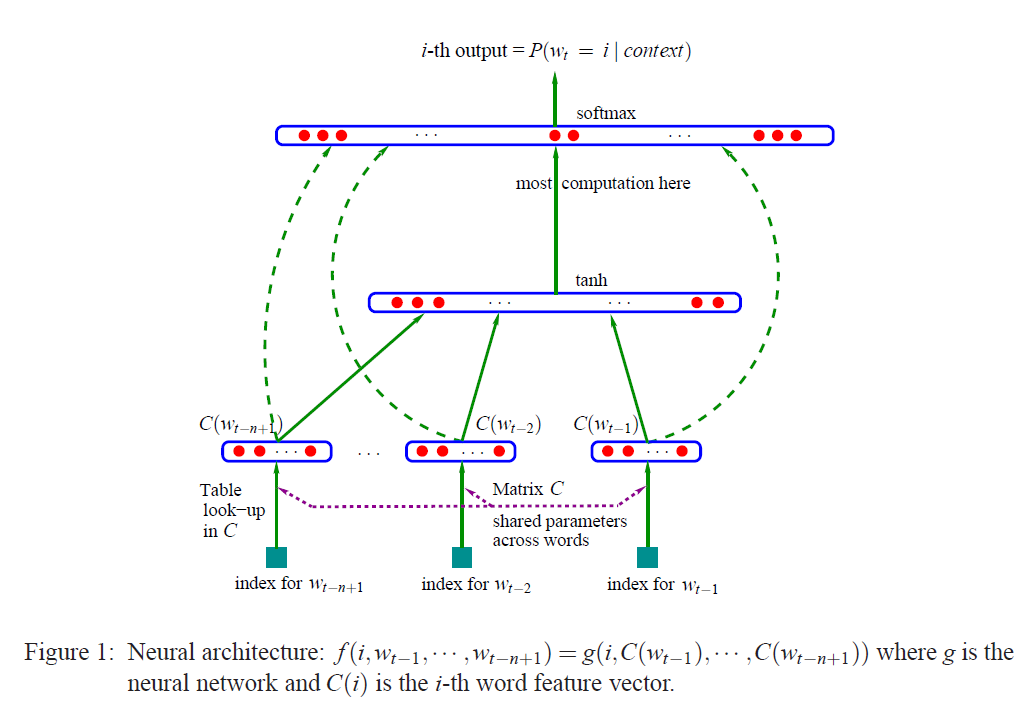 i-th output = P(w_t = i | context)
softmax
· · ·
· · ·
most computation here
tanh
· · ·
· · ·
C(w_{t−n+1}) C(w_{t−2}) C(w_{t−1})
· · · · · · · · · · · ·
Table
look−up
in C
Matrix C
shared parameters
across words
index for w_{t−n+1} index for w_{t−2} index for w_{t−1}
Figure 1: Neural architecture: f(i,w_{t−1},··· ,w_{t−n+1}) = g(i,C(w_{t−1}),··· ,C(w_{t−n+1})) where g is the
neural network and C(i) is the i-th word feature vector.